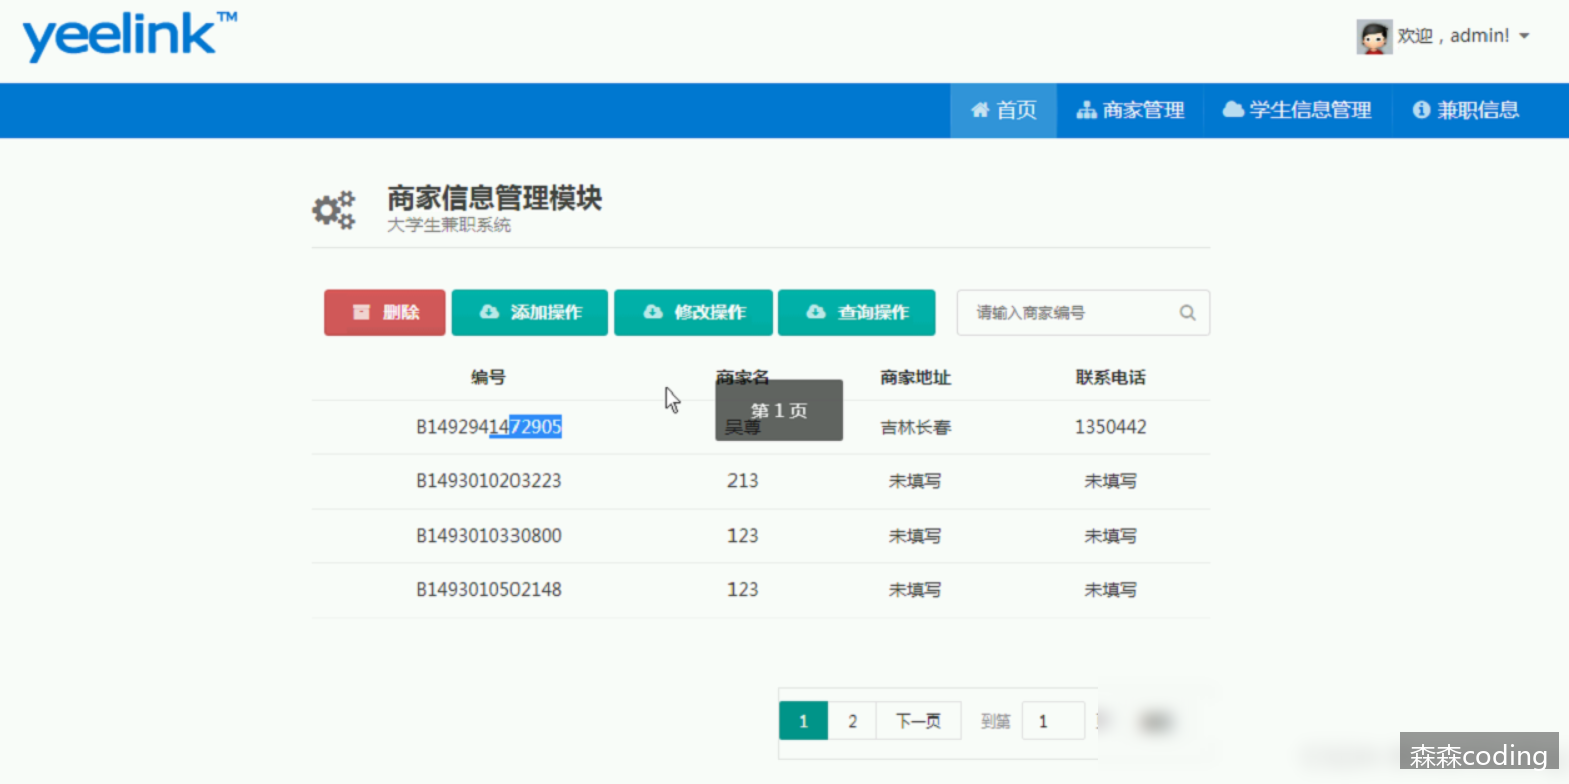 yeelink™
欢迎，admin!
首页 商家管理 学生信息管理 兼职信息
商家信息管理模块
大学生兼职系统
删除 添加操作 修改操作 查询操作 请输入商家编号
编号 商家名 商家地址 联系电话
第 1 页
B1492941472905 吴尊 吉林长春 1350442
B1493010203223 213 未填写 未填写
B1493010330800 123 未填写 未填写
B1493010502148 123 未填写 未填写
1 2 下一页 到第 1
森森coding